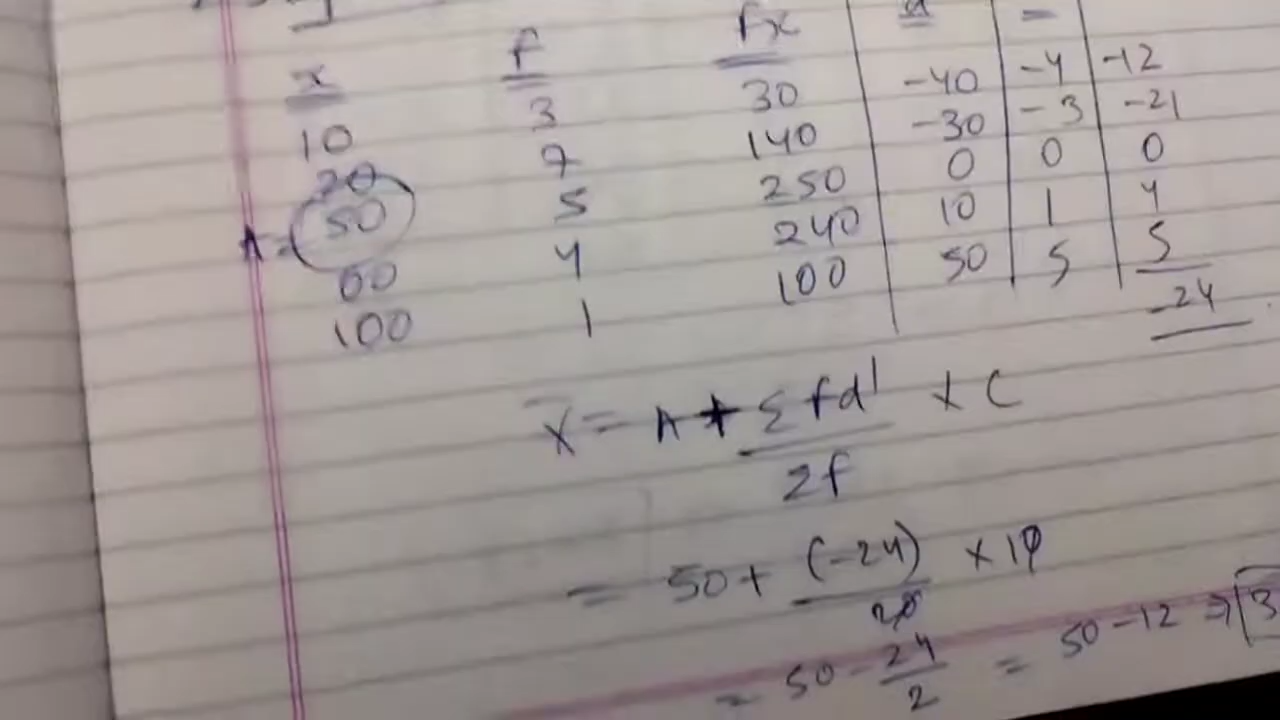 x f fx d
10 3 30 -40 -4 -12
20 7 140 -30 -3 -21
A = 50 5 250 0 0 0
60 4 240 10 1 4
100 1 100 50 5 5
-24
X̄ = A + Σfd' × C
Σf
= 50 + (-24) × 10
20
= 50 - 24 = 50 - 12 ⇒ 3
2